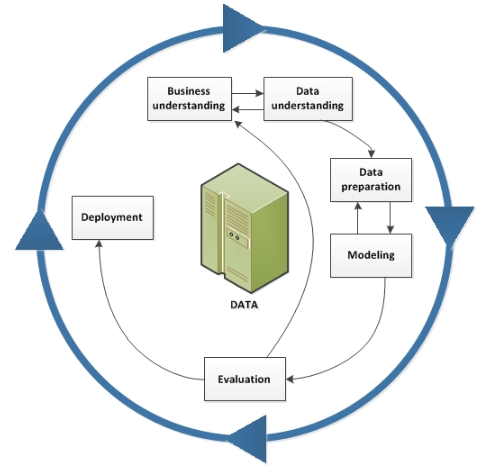 Business
understanding
Data
understanding
Data
preparation
Deployment
Modeling
DATA
Evaluation